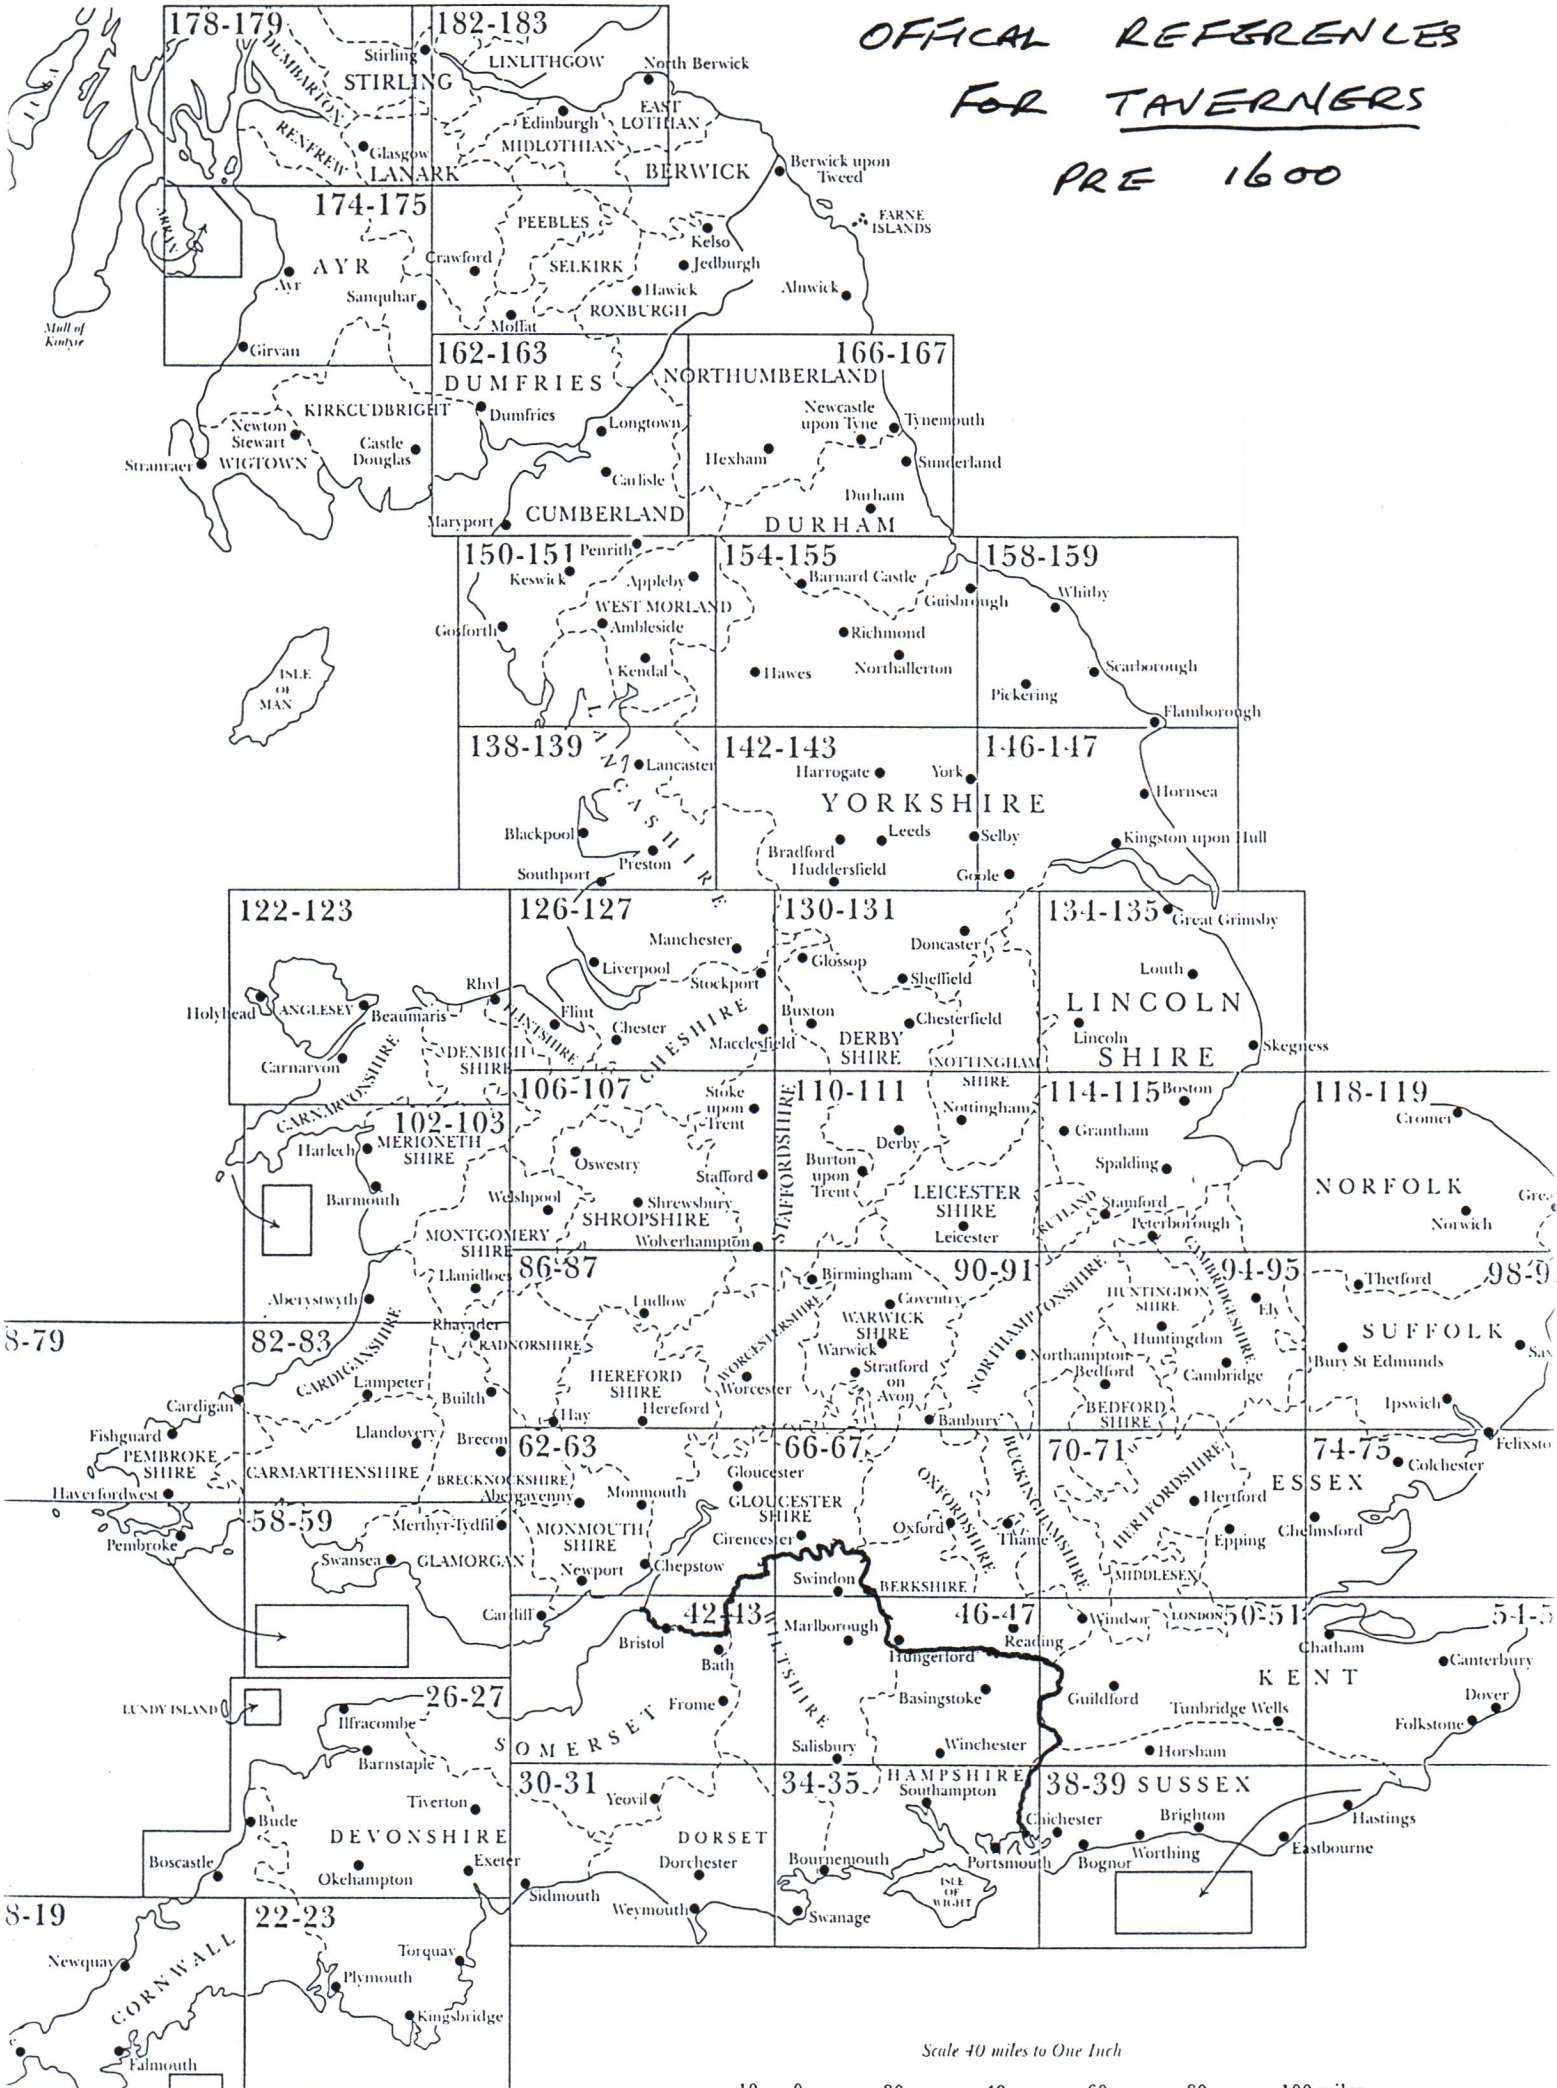 OFFICAL REFERENCES
FOR TAVERNERS
PRE 1600
178-179
182-183
DUMBARTON
Stirling
STIRLING
LINLITHGOW
North Berwick
Edinburgh
EAST
LOTHIAN
MIDLOTHIAN
RENFREW
Glasgow
LANARK
BERWICK
Berwick upon
Tweed
174-175
ARRAN
PEEBLES
FARNE
ISLANDS
Kelso
Crawford
AYR
Ayr
SELKIRK
Jedburgh
Sanquhar
Hawick
Alnwick
ROXBURGH
Moffat
Mull of
Kintyre
Girvan
162-163
166-167
DUMFRIES
NORTHUMBERLAND
KIRKCUDBRIGHT
Dumfries
Newcastle
upon Tyne
Tynemouth
Newton
Stewart
Longtown
Castle
Douglas
Stranraer
WIGTOWN
Hexham
Sunderland
Carlisle
Durham
Maryport
CUMBERLAND
DURHAM
150-151
Penrith
154-155
158-159
Keswick
Appleby
Barnard Castle
Guisbrough
Whitby
WEST MORLAND
Gosforth
Ambleside
Richmond
Kendal
Hawes
Northallerton
Scarborough
ISLE
OF
MAN
Pickering
Flamborough
138-139
142-143
146-147
LANCASHIRE
Lancaster
Harrogate
York
YORKSHIRE
Hornsea
Blackpool
Leeds
Selby
Kingston upon Hull
Preston
Bradford
Huddersfield
Southport
Goole
122-123
126-127
130-131
134-135
Great Grimsby
Manchester
Doncaster
Glossop
Liverpool
Stockport
Sheffield
Louth
Rhyl
Holyhead
ANGLESEY
Beaumaris
FLINTSHIRE
Flint
Chester
CHESHIRE
Buxton
Chesterfield
LINCOLN
SHIRE
Lincoln
Macclesfield
DERBY
SHIRE
Skegness
DENBIGH
SHIRE
Carnarvon
CARNARVONSHIRE
NOTTINGHAM
SHIRE
106-107
Stoke
upon
Trent
110-111
114-115
Boston
118-119
Cromer
102-103
Nottingham
Grantham
Harlech
MERIONETH
SHIRE
Derby
Oswestry
Stafford
STAFFORDSHIRE
Burton
upon
Trent
Spalding
Barmouth
Welshpool
Shrewsbury
LEICESTER
SHIRE
RUTLAND
Stamford
NORFOLK
SHROPSHIRE
Peterborough
Norwich
MONTGOMERY
SHIRE
Wolverhampton
Leicester
86-87
90-91
94-95
98-9
CAMBRIDGESHIRE
Llanidloes
Birmingham
Thetford
Aberystwyth
Ludlow
Coventry
NORTHAMPTONSHIRE
HUNTINGDON
SHIRE
Ely
WORCESTERSHIRE
WARWICK
SHIRE
SUFFOLK
8-79
82-83
Rhayader
RADNORSHIRE
Warwick
Huntingdon
CARDIGANSHIRE
Northampton
Bury St Edmunds
Sax
Stratford
on
Avon
HEREFORD
SHIRE
Lampeter
Worcester
Bedford
Cambridge
Cardigan
Builth
Ipswich
BEDFORD
SHIRE
Hay
Hereford
Banbury
Fishguard
Llandovery
Brecon
62-63
66-67
70-71
74-75
Felixsto
PEMBROKE
SHIRE
CARMARTHENSHIRE
BRECKNOCKSHIRE
Gloucester
BUCKINGHAMSHIRE
HERTFORDSHIRE
ESSEX
Colchester
Haverfordwest
Abergavenny
Monmouth
GLOUCESTER
SHIRE
OXFORDSHIRE
Hertford
58-59
Merthyr-Tydfil
MONMOUTH
SHIRE
Oxford
Thame
Chelmsford
Pembroke
Cirencester
Epping
Swansea
GLAMORGAN
Chepstow
MIDDLESEX
Newport
Swindon
BERKSHIRE
Cardiff
42-43
46-47
Windsor
LONDON
50-51
54-5
Bristol
Marlborough
Reading
Chatham
Hungerford
Bath
WILTSHIRE
KENT
Canterbury
LUNDY ISLAND
26-27
Frome
Basingstoke
Guildford
Tunbridge Wells
Dover
Ilfracombe
SOMERSET
Folkstone
Barnstaple
Salisbury
Winchester
Horsham
30-31
34-35
HAMPSHIRE
38-39
SUSSEX
Yeovil
Southampton
Tiverton
Bude
Chichester
Brighton
Hastings
DEVONSHIRE
DORSET
Worthing
Eastbourne
Boscastle
Exeter
Dorchester
Bournemouth
Portsmouth
Bognor
Okehampton
Sidmouth
ISLE
OF
WIGHT
8-19
22-23
Weymouth
Swanage
Newquay
CORNWALL
Torquay
Plymouth
Kingsbridge
Falmouth
Scale 40 miles to One Inch